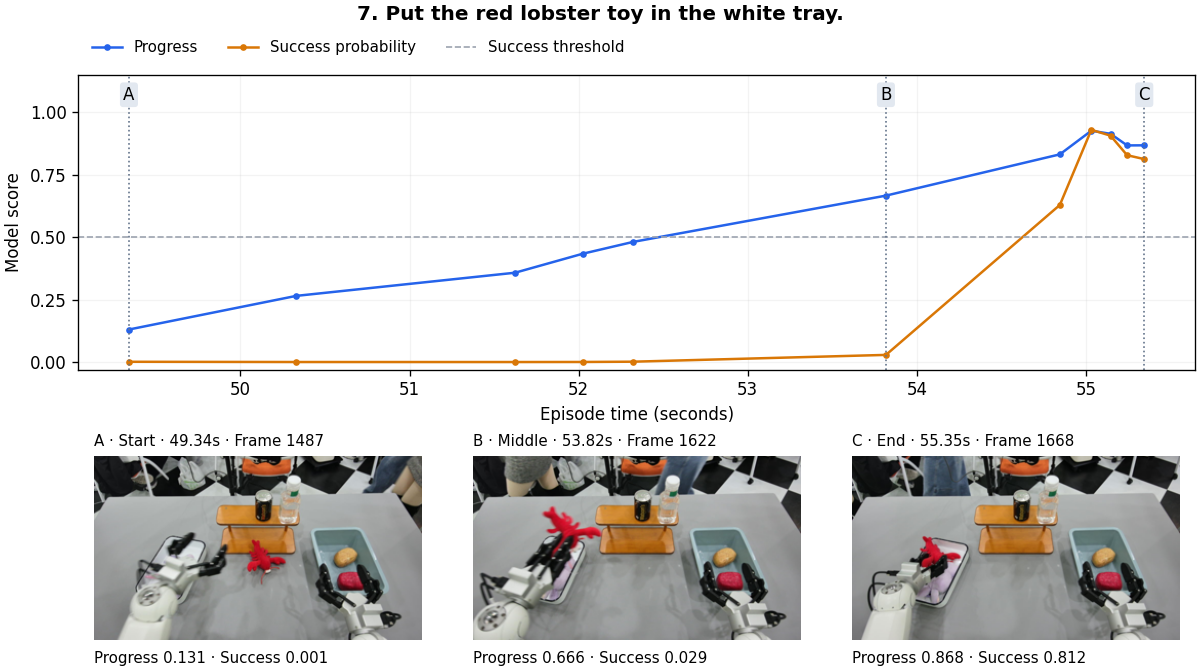 7. Put the red lobster toy in the white tray.
Progress
Success probability
Success threshold
A
B
C
1.00
0.75
0.50
0.25
0.00
Model score
50
51
52
53
54
55
Episode time (seconds)
A · Start · 49.34s · Frame 1487
B · Middle · 53.82s · Frame 1622
C · End · 55.35s · Frame 1668
Progress 0.131 · Success 0.001
Progress 0.666 · Success 0.029
Progress 0.868 · Success 0.812